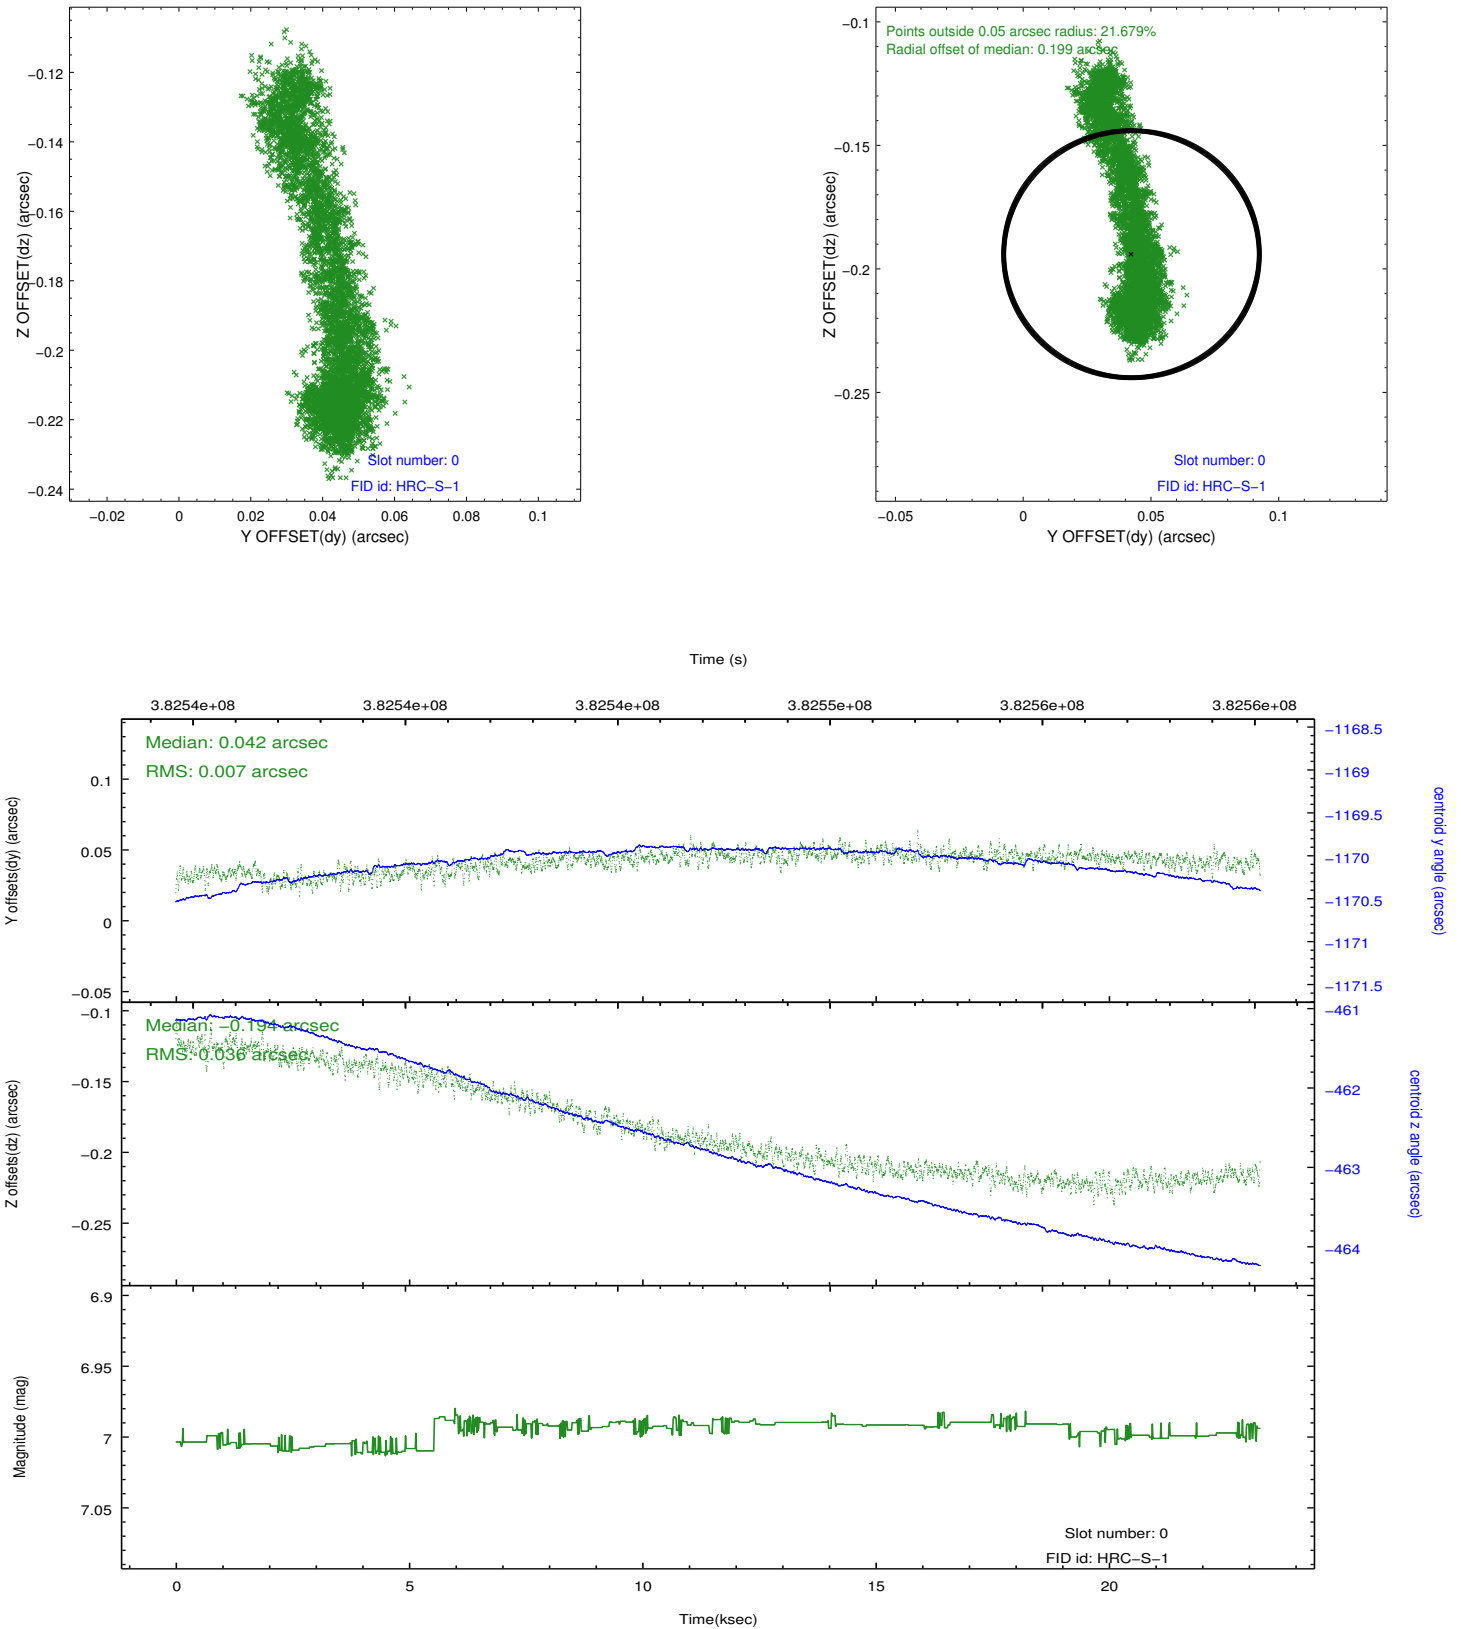 −0.12
−0.14
−0.16
−0.18
−0.2
−0.22
−0.24
Z OFFSET(dz) (arcsec)
Slot number: 0
FID id: HRC−S−1
−0.02 0 0.02 0.04 0.06 0.08 0.1
Y OFFSET(dy) (arcsec)
Points outside 0.05 arcsec radius: 21.679%
Radial offset of median: 0.199 arcsec
−0.1
−0.15
−0.2
−0.25
Z OFFSET(dz) (arcsec)
Slot number: 0
FID id: HRC−S−1
−0.05 0 0.05 0.1
Y OFFSET(dy) (arcsec)
Time (s)
3.8254e+08 3.8254e+08 3.8254e+08 3.8255e+08 3.8256e+08 3.8256e+08
Median: 0.042 arcsec
RMS: 0.007 arcsec
0.1
0.05
0
−0.05
Y offsets(dy) (arcsec)
−1168.5
−1169
−1169.5
−1170
−1170.5
−1171
−1171.5
centroid y angle (arcsec)
Median: −0.194 arcsec
RMS: 0.036 arcsec
−0.1
−0.15
−0.2
−0.25
Z offsets(dz) (arcsec)
−461
−462
−463
−464
centroid z angle (arcsec)
6.9
6.95
7
7.05
Magnitude (mag)
Slot number: 0
FID id: HRC−S−1
0 5 10 15 20
Time(ksec)